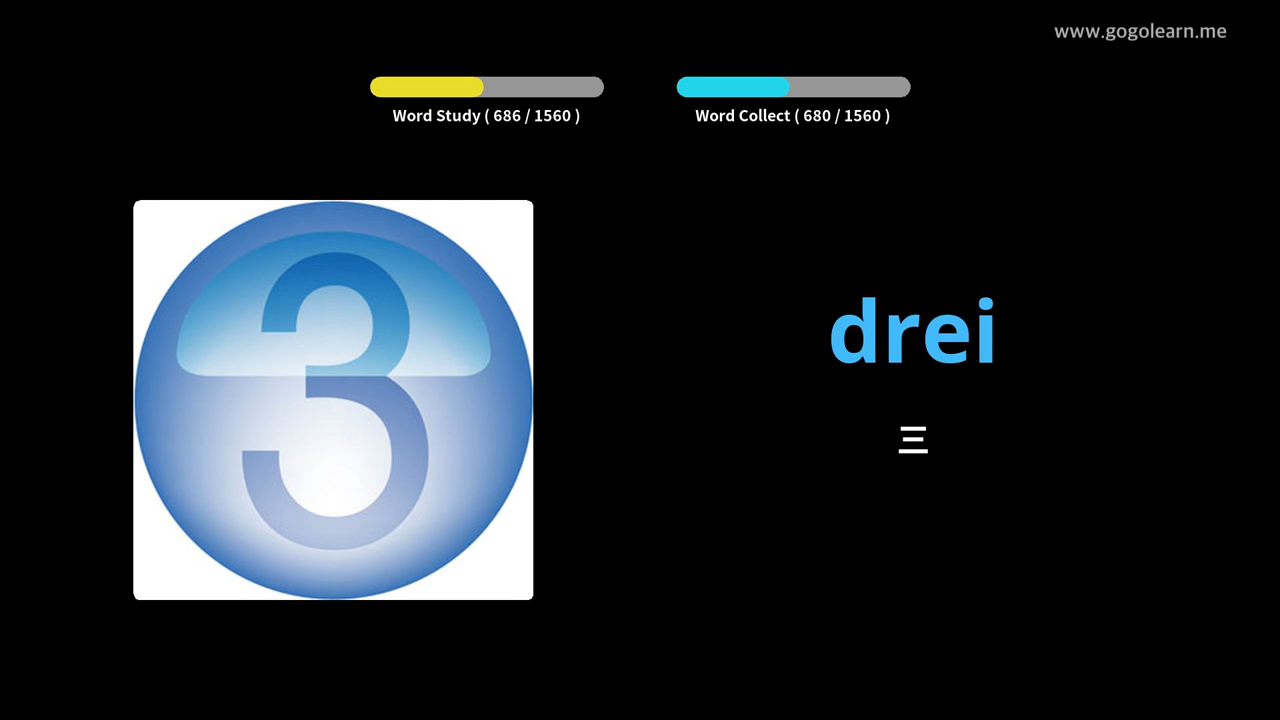 www.gogolearn.me
Word Study ( 686 / 1560 )
Word Collect ( 680 / 1560 )
3
drei
三